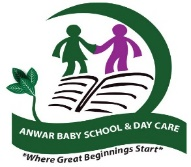 ANWAR BABY SCHOOL & DAY CARE
"Where Great Beginnings Start"